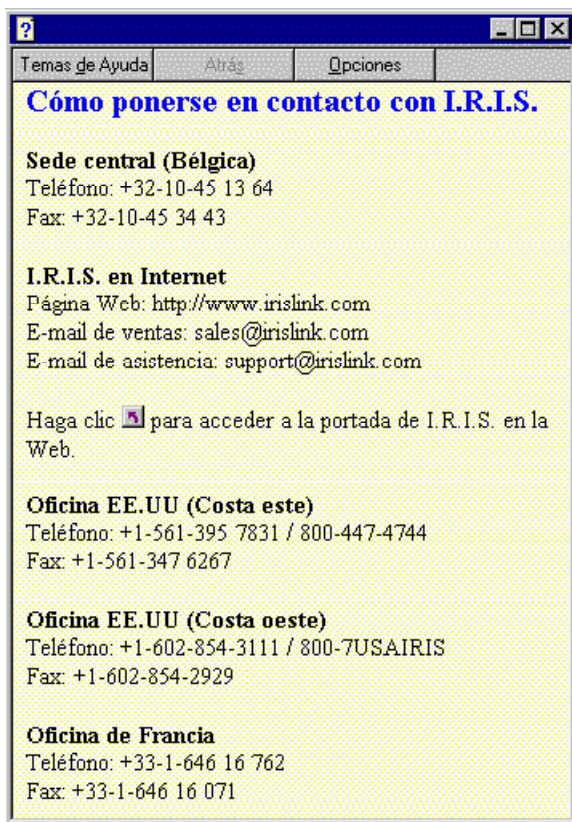 Temas de Ayuda Atrás Opciones
Cómo ponerse en contacto con I.R.I.S.
Sede central (Bélgica)
Teléfono: +32-10-45 13 64
Fax: +32-10-45 34 43
I.R.I.S. en Internet
Página Web: http://www.irislink.com
E-mail de ventas: sales@irislink.com
E-mail de asistencia: support@irislink.com
Haga clic para acceder a la portada de I.R.I.S. en la
Web.
Oficina EE.UU (Costa este)
Teléfono: +1-561-395 7831 / 800-447-4744
Fax: +1-561-347 6267
Oficina EE.UU (Costa oeste)
Teléfono: +1-602-854-3111 / 800-7USAIRIS
Fax: +1-602-854-2929
Oficina de Francia
Teléfono: +33-1-646 16 762
Fax: +33-1-646 16 071